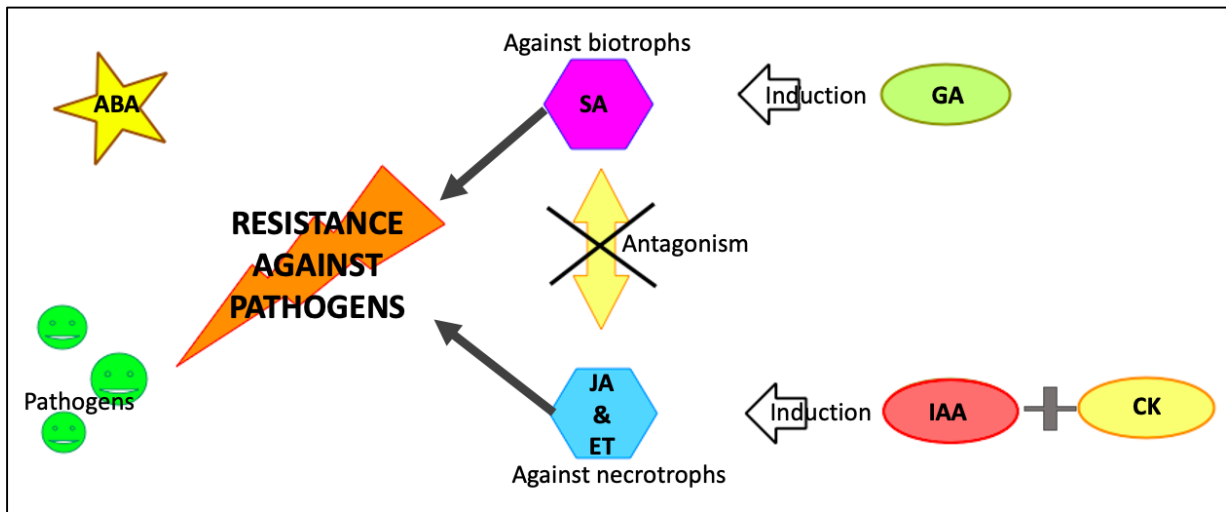 Against biotrophs
ABA
SA
Induction
GA
RESISTANCE
AGAINST
PATHOGENS
Antagonism
Pathogens
JA
&
ET
Induction
IAA
CK
Against necrotrophs